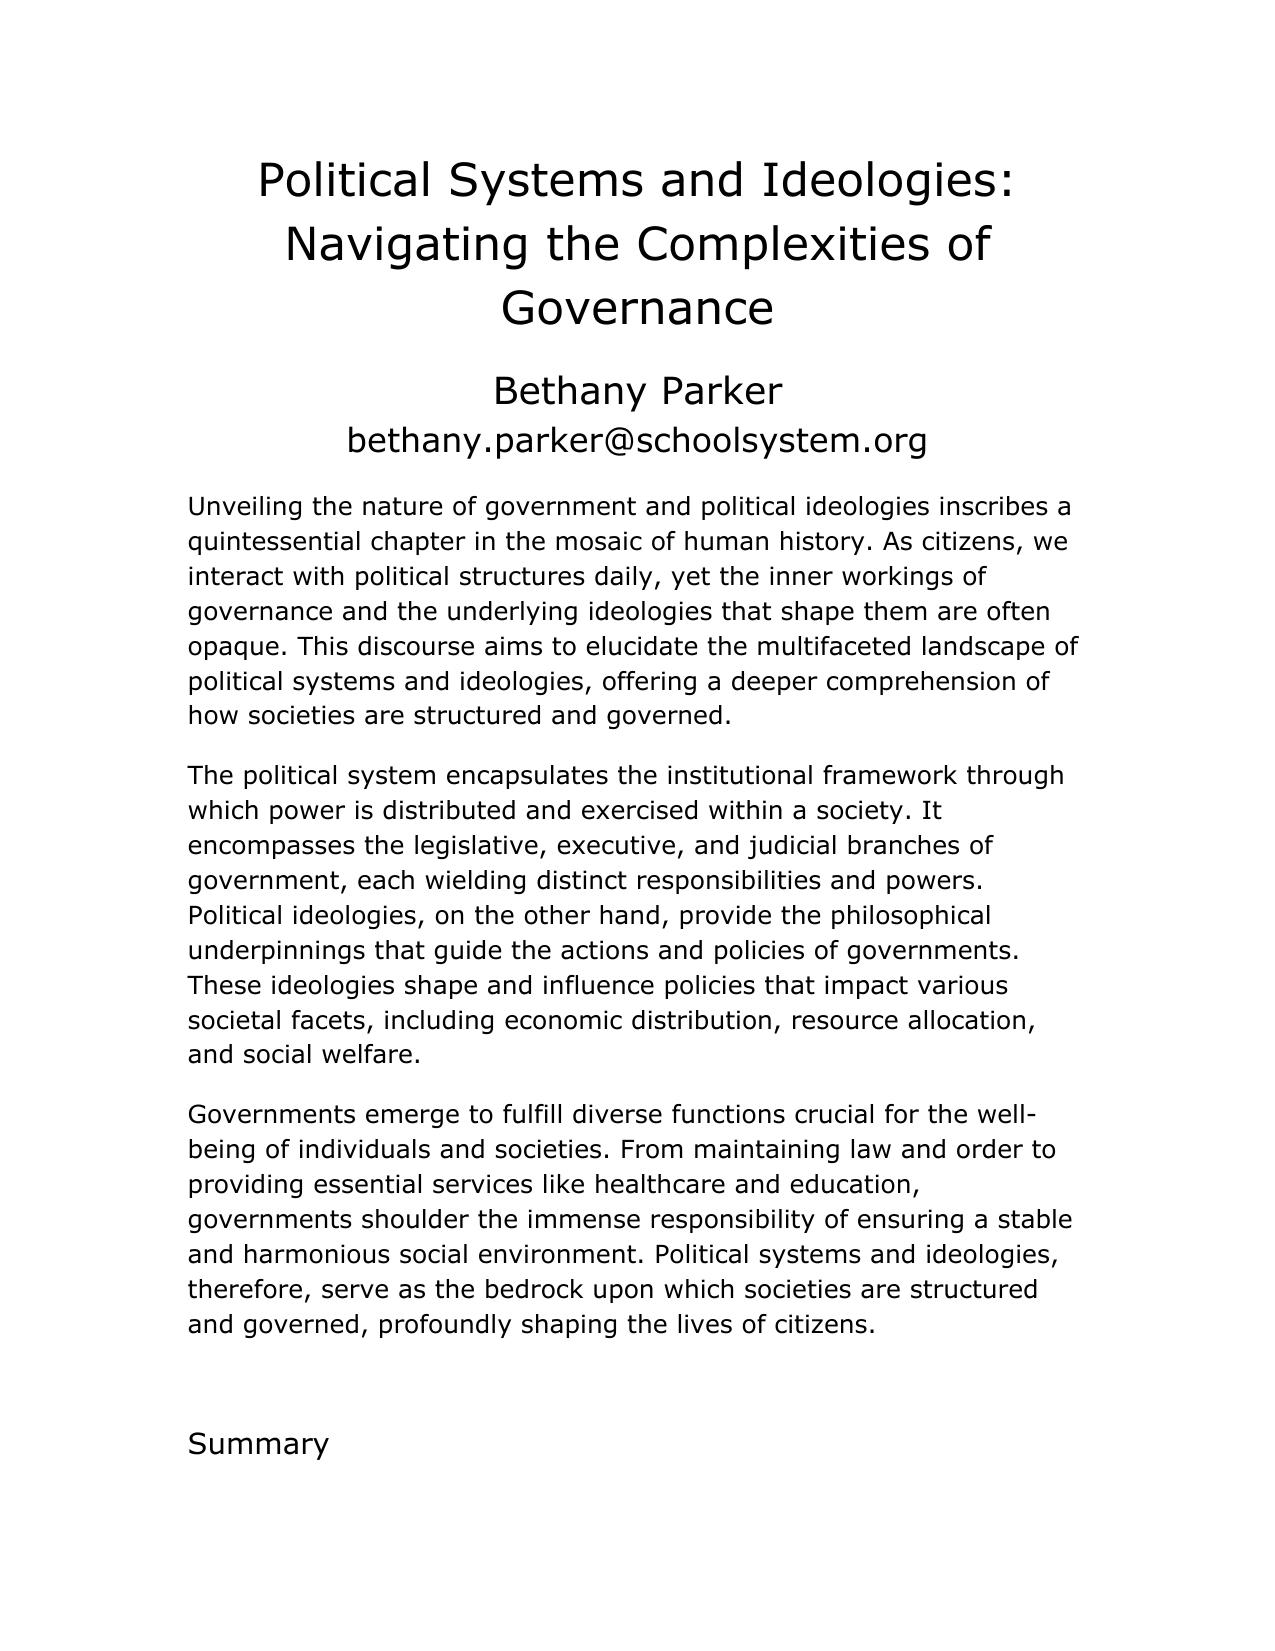 Political Systems and Ideologies:
Navigating the Complexities of
Governance
Bethany Parker
bethany.parker@schoolsystem.org
Unveiling the nature of government and political ideologies inscribes a
quintessential chapter in the mosaic of human history. As citizens, we
interact with political structures daily, yet the inner workings of
governance and the underlying ideologies that shape them are often
opaque. This discourse aims to elucidate the multifaceted landscape of
political systems and ideologies, offering a deeper comprehension of
how societies are structured and governed.
The political system encapsulates the institutional framework through
which power is distributed and exercised within a society. It
encompasses the legislative, executive, and judicial branches of
government, each wielding distinct responsibilities and powers.
Political ideologies, on the other hand, provide the philosophical
underpinnings that guide the actions and policies of governments.
These ideologies shape and influence policies that impact various
societal facets, including economic distribution, resource allocation,
and social welfare.
Governments emerge to fulfill diverse functions crucial for the well-
being of individuals and societies. From maintaining law and order to
providing essential services like healthcare and education,
governments shoulder the immense responsibility of ensuring a stable
and harmonious social environment. Political systems and ideologies,
therefore, serve as the bedrock upon which societies are structured
and governed, profoundly shaping the lives of citizens.
Summary